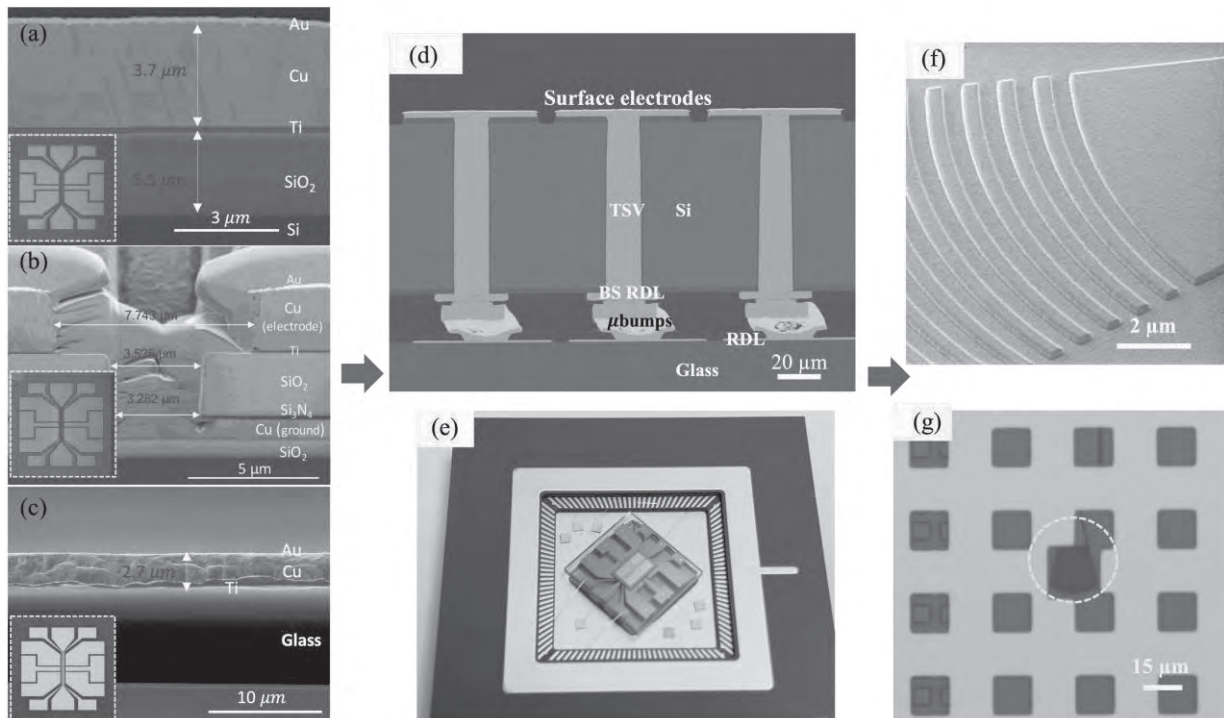 (a)
Au
3.7 µm
Cu
Ti
SiO2
3 µm
Si
(b)
Au
7.743 µm
Cu
(electrode)
Ti
3.526 µm
SiO2
3.282 µm
Si3N4
Cu (ground)
SiO2
5 µm
(c)
Au
2.7 µm
Cu
Ti
Glass
10 µm
(d)
Surface electrodes
TSV Si
BS RDL
µbumps
RDL
Glass
20 µm
(e)
(f)
2 µm
(g)
15 µm